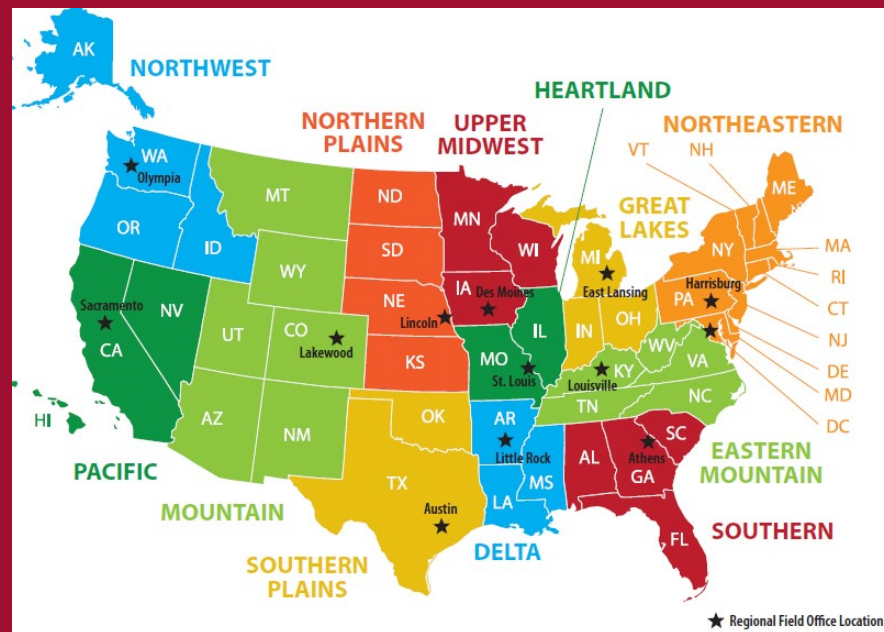 AK
NORTHWEST
HEARTLAND
NORTHERN
PLAINS
UPPER
MIDWEST
NORTHEASTERN
VT
NH
WA
Olympia
MT
ND
MN
ME
GREAT
LAKES
OR
ID
SD
WI
MI
NY
MA
WY
East Lansing
Harrisburg
RI
Sacramento
NV
NE
IA
Des Moines
PA
CT
CA
UT
CO
Lakewood
Lincoln
IL
IN
OH
NJ
KS
MO
St. Louis
Louisville
KY
WV
VA
DE
MD
HI
AZ
NM
OK
AR
Little Rock
TN
NC
DC
PACIFIC
MOUNTAIN
TX
Austin
LA
MS
AL
Athens
GA
SC
EASTERN
MOUNTAIN
SOUTHERN
PLAINS
DELTA
FL
SOUTHERN
★ Regional Field Office Location